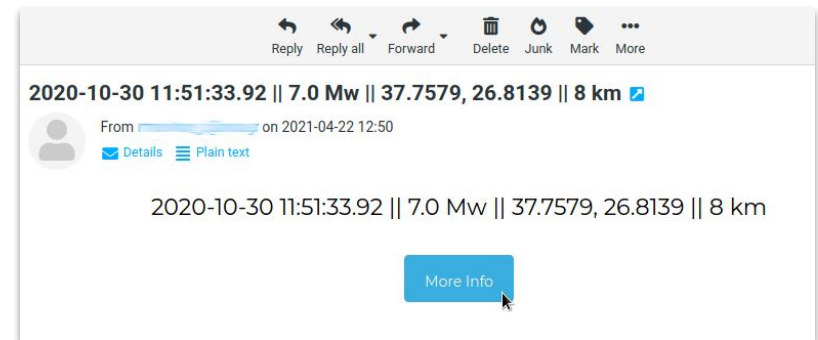 Reply Reply all Forward Delete Junk Mark More
2020-10-30 11:51:33.92 || 7.0 Mw || 37.7579, 26.8139 || 8 km
From on 2021-04-22 12:50
Details Plain text
2020-10-30 11:51:33.92 || 7.0 Mw || 37.7579, 26.8139 || 8 km
More Info